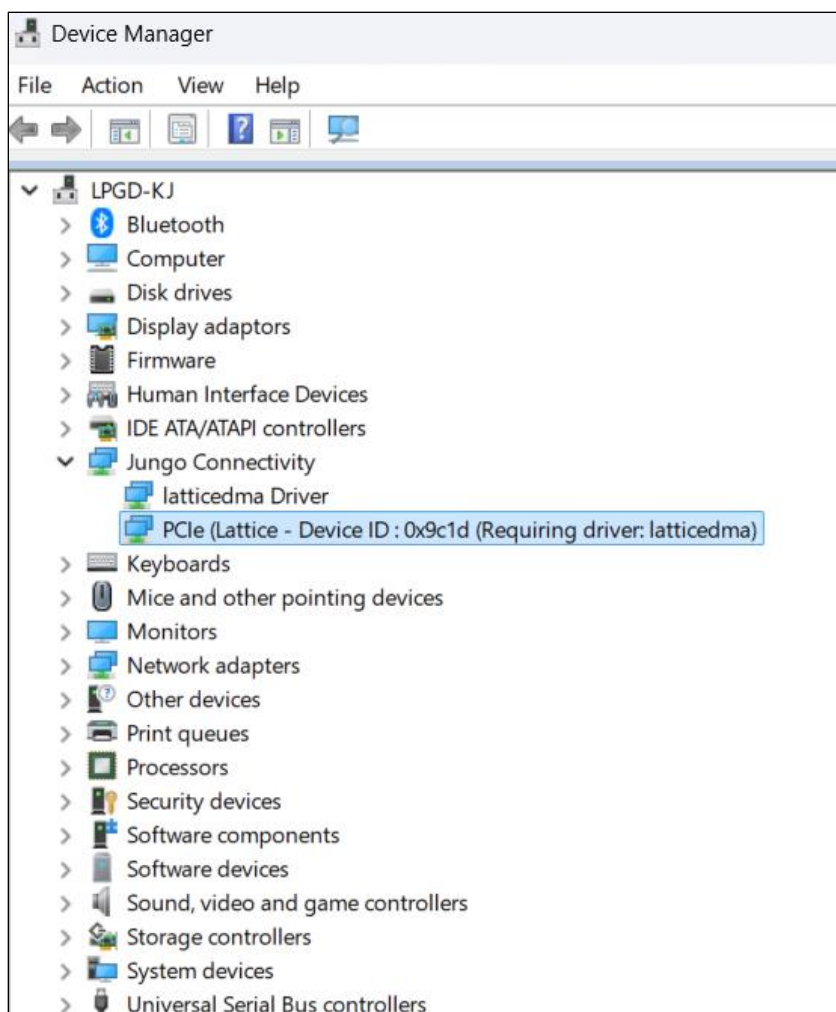 Device Manager
File Action View Help
LPGD-KJ
Bluetooth
Computer
Disk drives
Display adaptors
Firmware
Human Interface Devices
IDE ATA/ATAPI controllers
Jungo Connectivity
latticedma Driver
PCIe (Lattice - Device ID : 0x9c1d (Requiring driver: latticedma)
Keyboards
Mice and other pointing devices
Monitors
Network adapters
Other devices
Print queues
Processors
Security devices
Software components
Software devices
Sound, video and game controllers
Storage controllers
System devices
Universal Serial Bus controllers